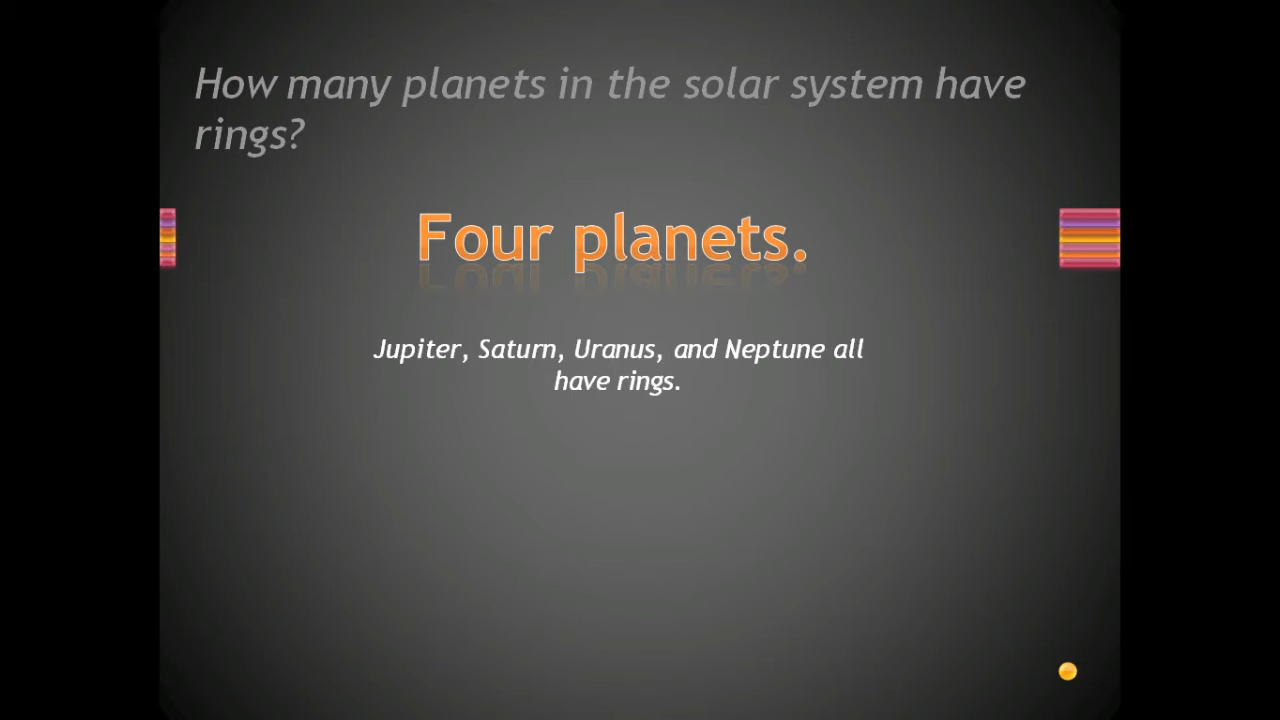 How many planets in the solar system have
rings?
Four planets.
Jupiter, Saturn, Uranus, and Neptune all
have rings.